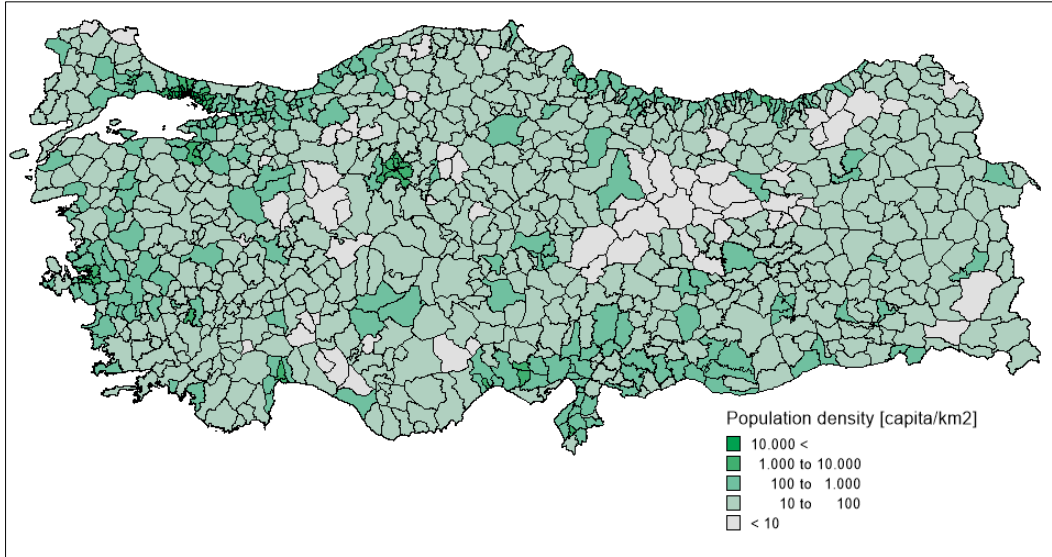 Population density [capita/km2]
10.000 <
1.000 to 10.000
100 to 1.000
10 to 100
< 10